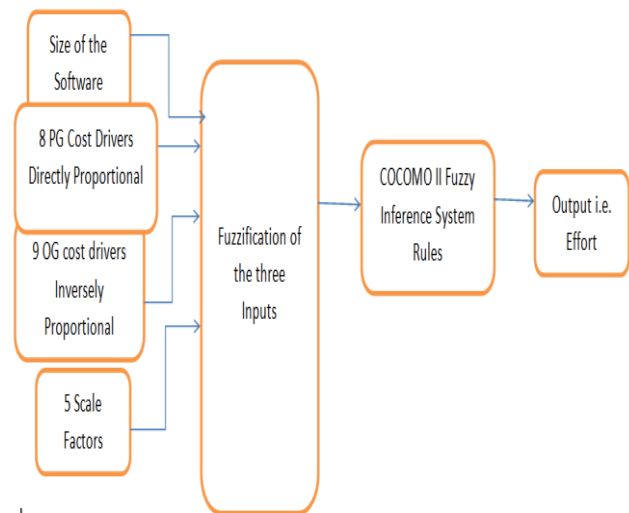 Size of the
Software
8 PG Cost Drivers
Directly Proportional
9 OG cost drivers
Inversely
Proportional
5 Scale
Factors
Fuzzification of
the three
Inputs
COCOMO II Fuzzy
Inference System
Rules
Output i.e.
Effort